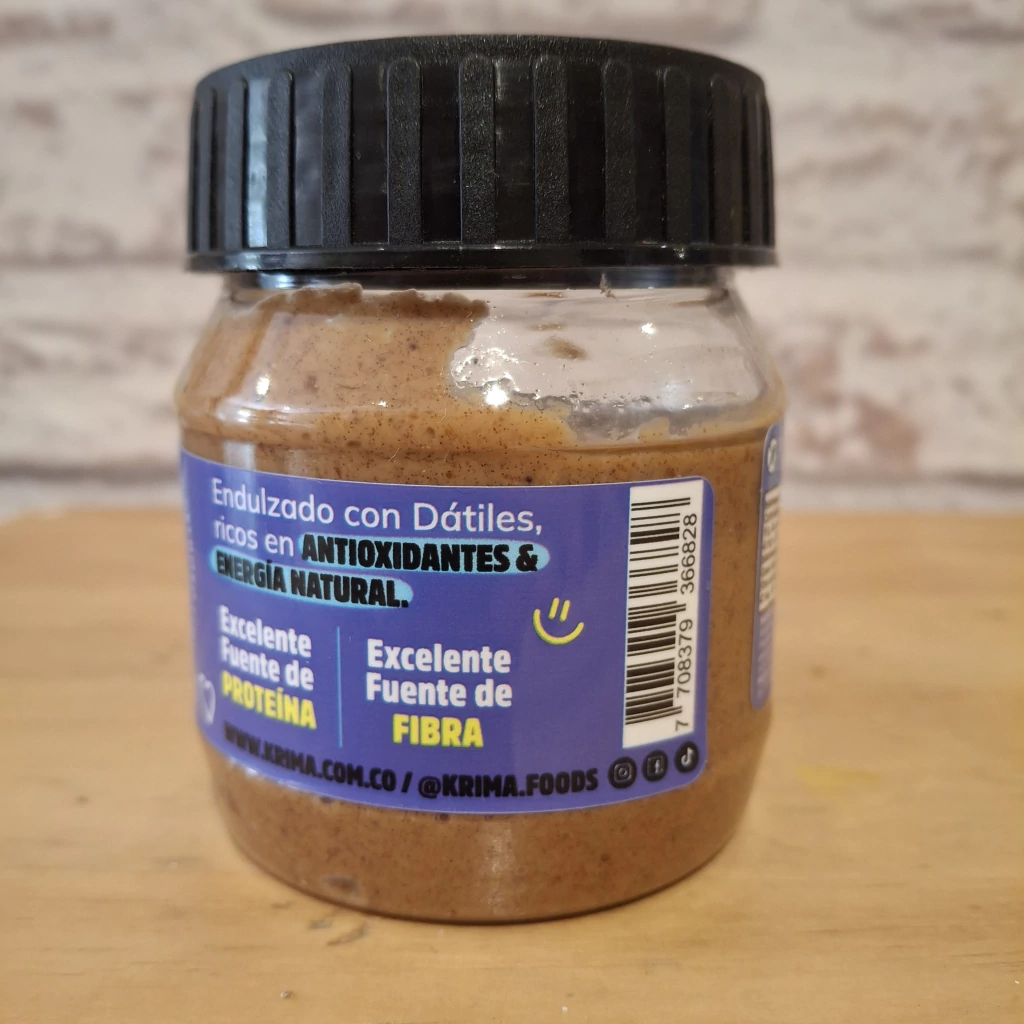 Endulzado con Dátiles,
ricos en ANTIOXIDANTES &
ENERGÍA NATURAL.
Excelente
Fuente de
PROTEÍNA
Excelente
Fuente de
FIBRA
WWW.KRIMA.COM.CO / @KRIMA.FOODS
7 708379 366828